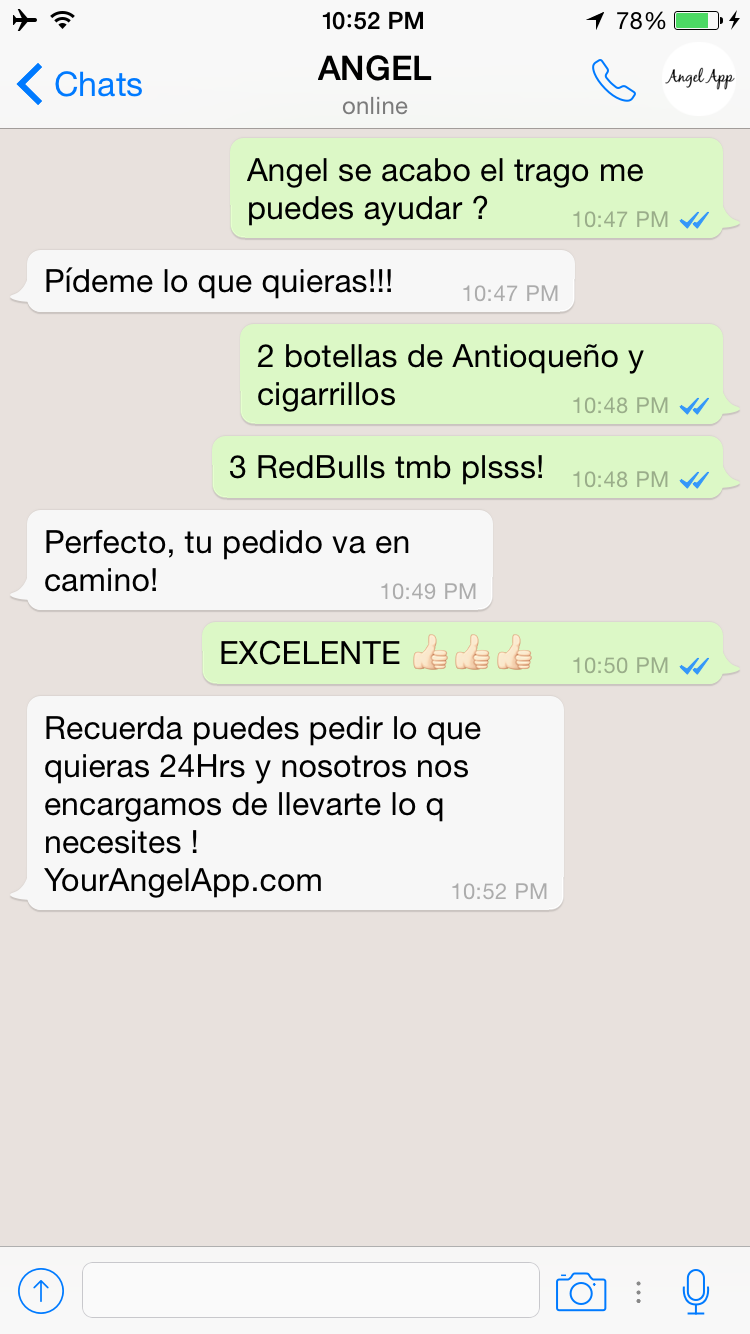 10:52 PM
78%
Chats
ANGEL
online
Angel App
Angel se acabo el trago me
puedes ayudar ?
10:47 PM
Pídeme lo que quieras!!!
10:47 PM
2 botellas de Antioqueño y
cigarrillos
10:48 PM
3 RedBulls tmb plsss!
10:48 PM
Perfecto, tu pedido va en
camino!
10:49 PM
EXCELENTE 👍🏻👍🏻👍🏻
10:50 PM
Recuerda puedes pedir lo que
quieras 24Hrs y nosotros nos
encargamos de llevarte lo q
necesites !
YourAngelApp.com
10:52 PM